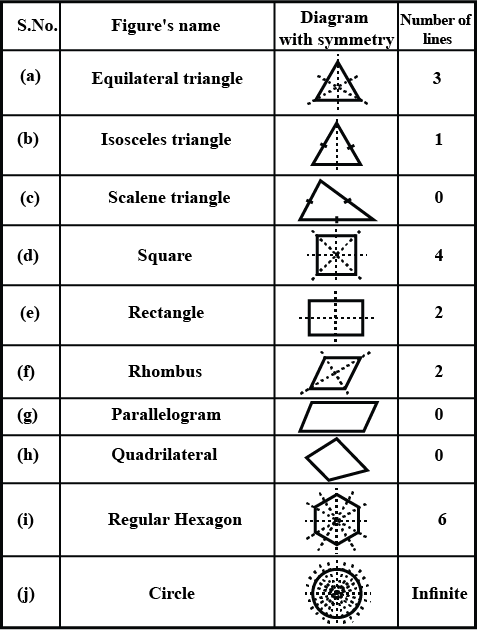 S.No. Figure's name Diagram with symmetry Number of lines
(a) Equilateral triangle 3
(b) Isosceles triangle 1
(c) Scalene triangle 0
(d) Square 4
(e) Rectangle 2
(f) Rhombus 2
(g) Parallelogram 0
(h) Quadrilateral 0
(i) Regular Hexagon 6
(j) Circle Infinite